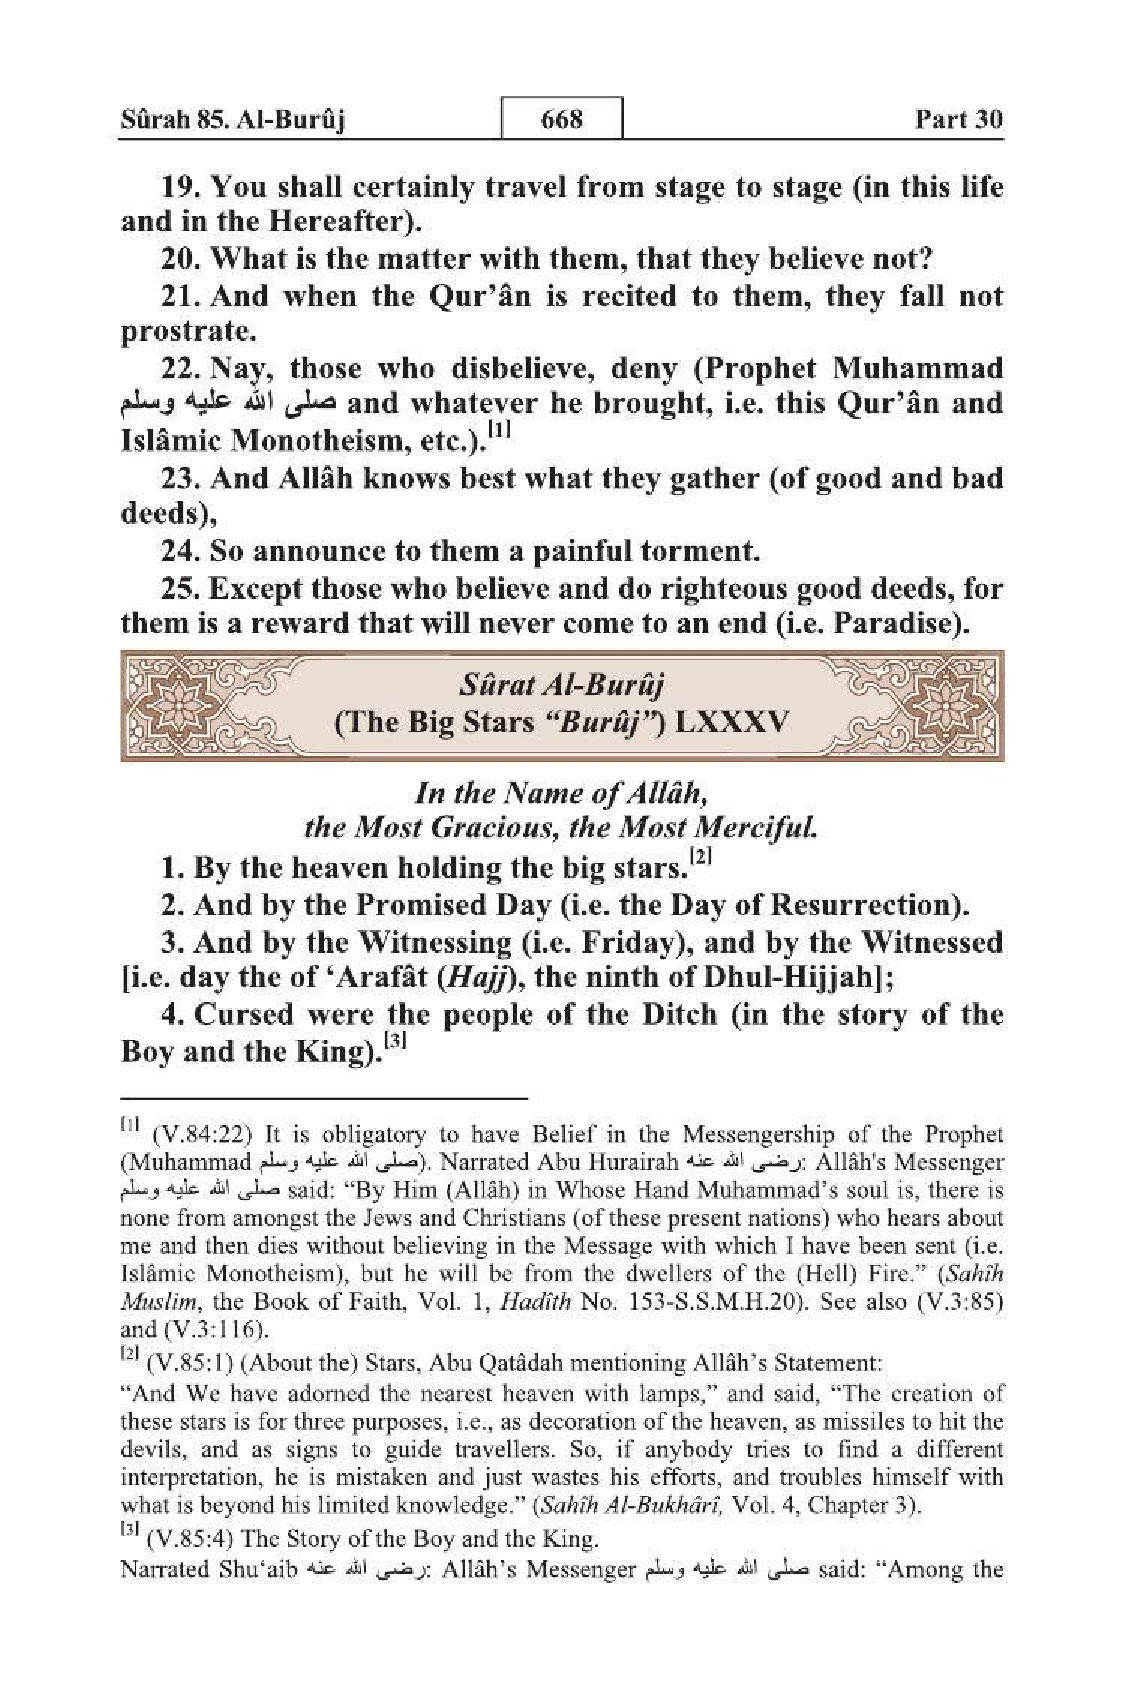 Sûrah 85. Al-Burûj 668 Part 30
19. You shall certainly travel from stage to stage (in this life
and in the Hereafter).
20. What is the matter with them, that they believe not?
21. And when the Qur’ân is recited to them, they fall not
prostrate.
22. Nay, those who disbelieve, deny (Prophet Muhammad
صلى الله عليه وسلم and whatever he brought, i.e. this Qur’ân and
Islâmic Monotheism, etc.).[1]
23. And Allâh knows best what they gather (of good and bad
deeds),
24. So announce to them a painful torment.
25. Except those who believe and do righteous good deeds, for
them is a reward that will never come to an end (i.e. Paradise).
Sûrat Al-Burûj
(The Big Stars “Burûj”) LXXXV
In the Name of Allâh,
the Most Gracious, the Most Merciful.
1. By the heaven holding the big stars.[2]
2. And by the Promised Day (i.e. the Day of Resurrection).
3. And by the Witnessing (i.e. Friday), and by the Witnessed
[i.e. day the of ‘Arafât (Hajj), the ninth of Dhul-Hijjah];
4. Cursed were the people of the Ditch (in the story of the
Boy and the King).[3]
[1] (V.84:22) It is obligatory to have Belief in the Messengership of the Prophet
(Muhammad صلى الله عليه وسلم). Narrated Abu Hurairah رضى الله عنه: Allâh's Messenger
صلى الله عليه وسلم said: “By Him (Allâh) in Whose Hand Muhammad’s soul is, there is
none from amongst the Jews and Christians (of these present nations) who hears about
me and then dies without believing in the Message with which I have been sent (i.e.
Islâmic Monotheism), but he will be from the dwellers of the (Hell) Fire.” (Sahîh
Muslim, the Book of Faith, Vol. 1, Hadîth No. 153-S.S.M.H.20). See also (V.3:85)
and (V.3:116).
[2] (V.85:1) (About the) Stars, Abu Qatâdah mentioning Allâh’s Statement:
“And We have adorned the nearest heaven with lamps,” and said, “The creation of
these stars is for three purposes, i.e., as decoration of the heaven, as missiles to hit the
devils, and as signs to guide travellers. So, if anybody tries to find a different
interpretation, he is mistaken and just wastes his efforts, and troubles himself with
what is beyond his limited knowledge.” (Sahîh Al-Bukhârî, Vol. 4, Chapter 3).
[3] (V.85:4) The Story of the Boy and the King.
Narrated Shu‘aib رضى الله عنه: Allâh’s Messenger صلى الله عليه وسلم said: “Among the